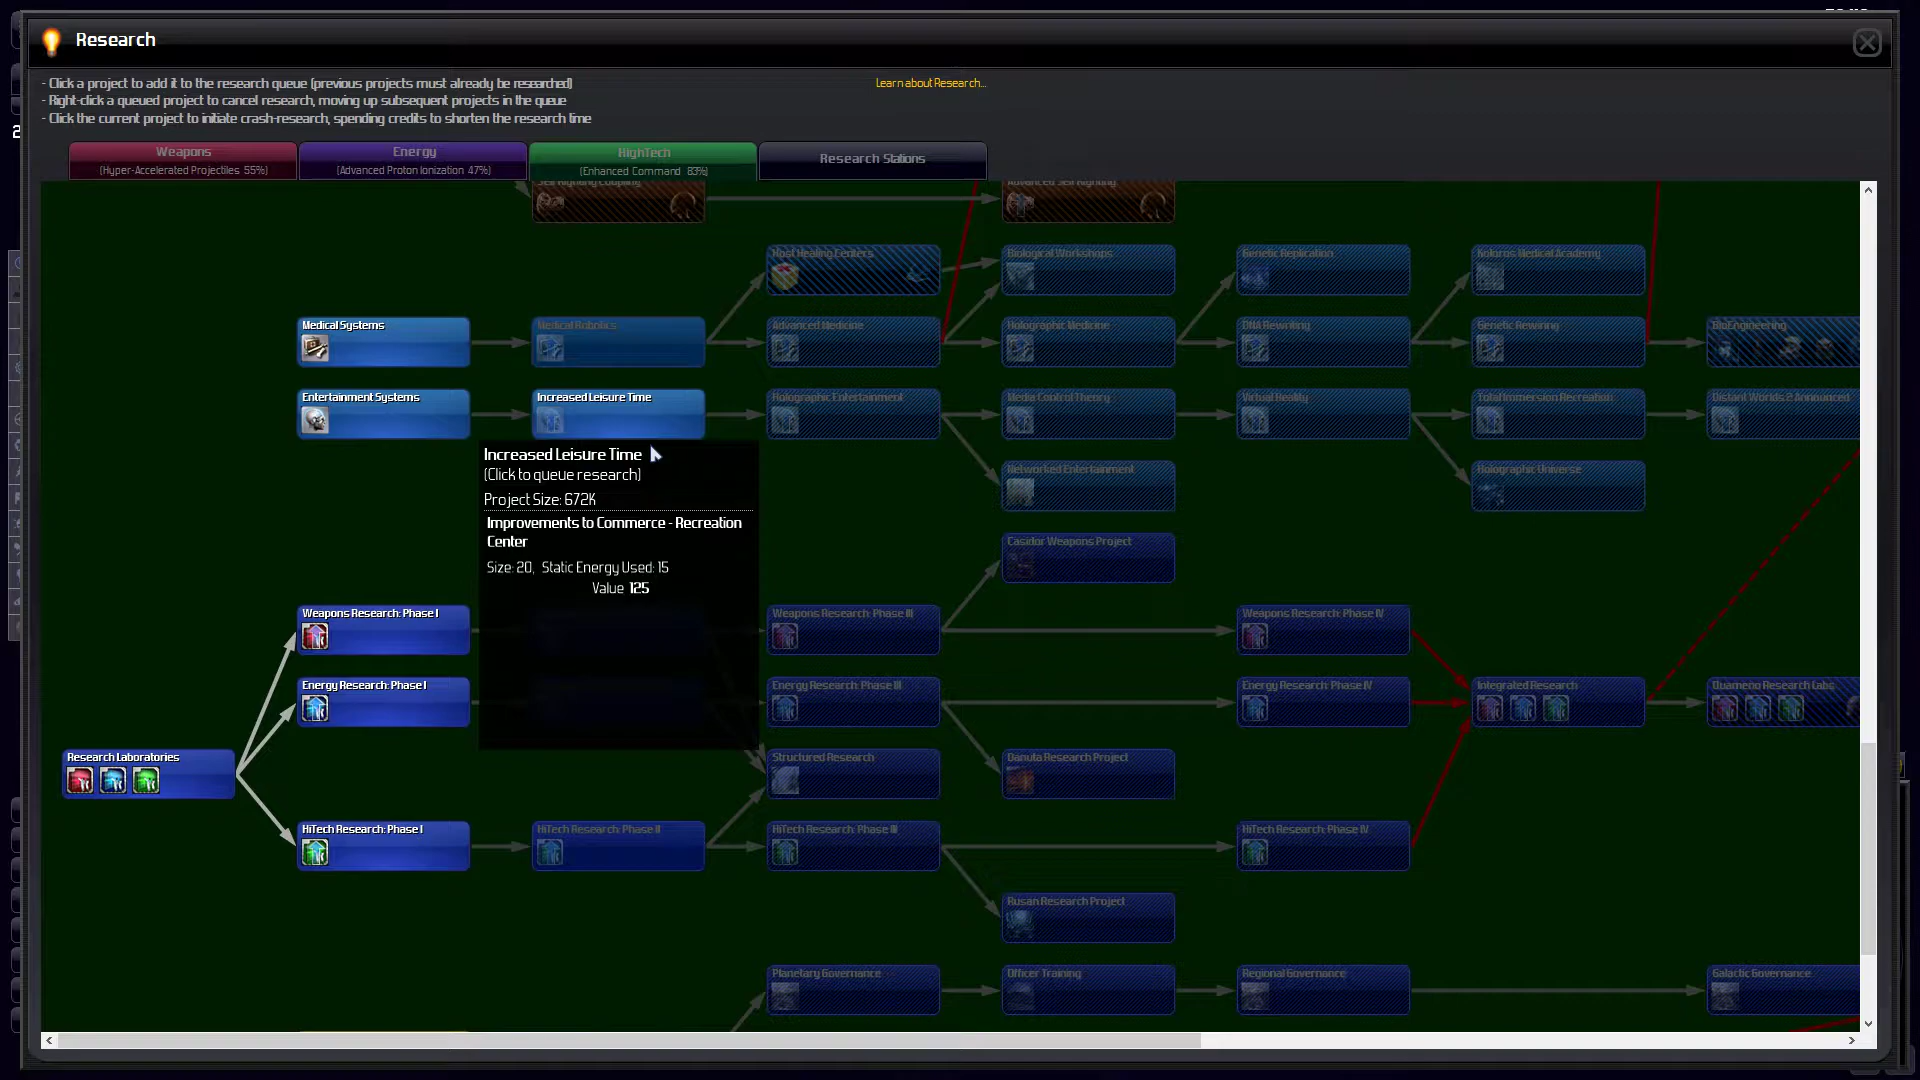 Research
- Click a project to add it to the research queue (previous projects must already be researched)
- Right-click a queued project to cancel research, moving up subsequent projects in the queue
- Click the current project to initiate crash-research, spending credits to shorten the research time
Learn about Research...
Weapons
(Hyper-Accelerated Projectiles 55%)
Energy
(Advanced Proton Ionization 47%)
HighTech
(Enhanced Command 83%)
Research Stations
Host Healing Centers
Biological Workshops
Genetic Replication
Medical Systems
Medical Robotics
Advanced Medicine
Holographic Medicine
DNA Rewriting
Genetic Rewiring
BioEngineering
Medical Academy
Entertainment Systems
Increased Leisure Time
Holographic Entertainment
Media Control Theory
Virtual Reality
Total Immersion Recreation
Distant Worlds 2 Announced
Increased Leisure Time
(Click to queue research)
Project Size: 672K
Improvements to Commerce - Recreation
Center
Size: 20, Static Energy Used: 15
Value 125
Networked Entertainment
Holographic Universe
Casidor Weapons Project
Weapons Research: Phase I
Weapons Research: Phase III
Weapons Research: Phase IV
Energy Research: Phase I
Energy Research: Phase III
Energy Research: Phase IV
Integrated Research
Quameno Research Labs
Research Laboratories
Structured Research
Danuta Research Project
HiTech Research: Phase I
HiTech Research: Phase II
HiTech Research: Phase III
HiTech Research: Phase IV
Rusan Research Project
Planetary Governance
Officer Training
Regional Governance
Galactic Governance